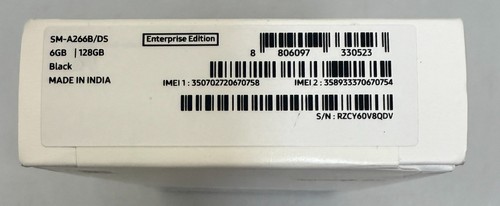 SM-A266B/DS Enterprise Edition
6GB | 128GB 8 806097 330523
Black
MADE IN INDIA IMEI 1 : 350702720670758 IMEI 2 : 358933370670754
S/N : RZCY60V8QDV